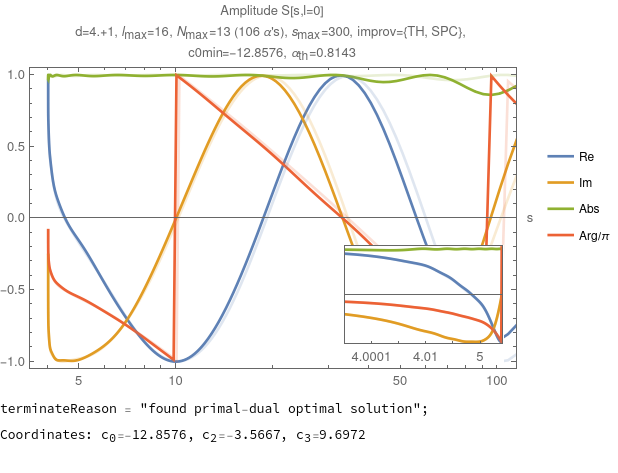 Amplitude S[s,l=0]
d=4.+1, lmax=16, Nmax=13 (106 α's), smax=300, improv={TH, SPC},
c0min=-12.8576, αth=0.8143
1.0
0.5
0.0
-0.5
-1.0
5
10
50
100
s
4.0001
4.01
5
Re
Im
Abs
Arg/π
terminateReason = "found primal-dual optimal solution";
Coordinates: c0=-12.8576, c2=-3.5667, c3=9.6972